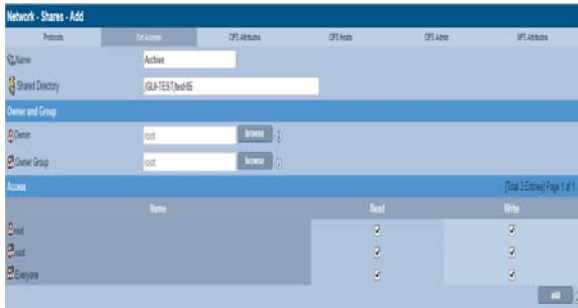 Network - Shares - Add
Protocols Set Access CIFS Attributes CIFS Hosts CIFS Admin NFS Attributes
Name Archive
Shared Directory /GUI-TEST/test-85
Owner and Group
Owner root browse
Owner Group root browse
Access [Total 3 Entries] Page 1 of 1
Name Read Write
root
root
Everyone
add